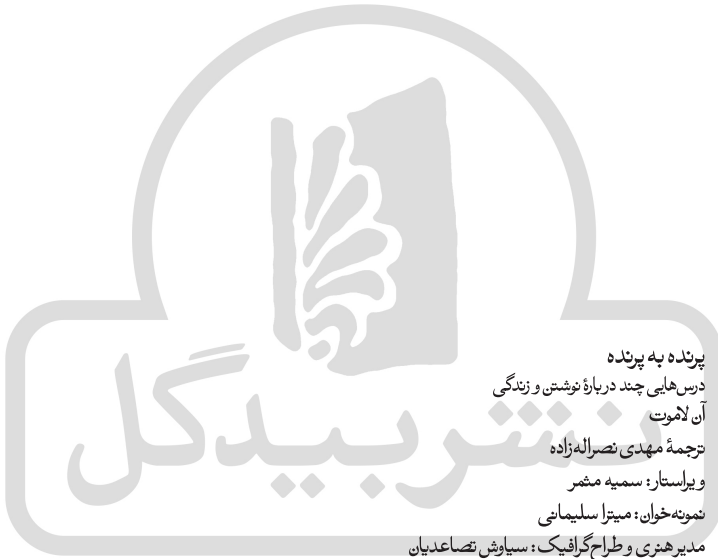 نشر بیدگل
پرنده به پرنده
درس‌هایی چند دربارهٔ نوشتن و زندگی
آن لاموت
ترجمهٔ مهدی نصراله‌زاده
ویراستار: سمیه مثمر
نمونه‌خوان: میترا سلیمانی
مدیر هنری و طراح‌گرافیک: سیاوش تصاعدیان